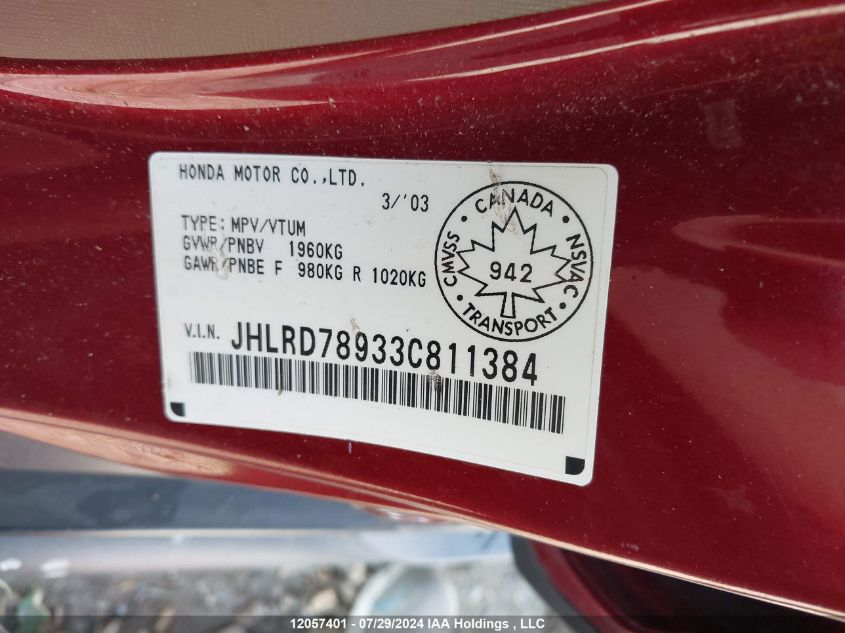 HONDA MOTOR CO.,LTD.
3/'03
TYPE: MPV/VTUM
GVWR/PNBV 1960KG
GAWR/PNBE F 980KG R 1020KG
CMVSS · CANADA · NSVAC · TRANSPORT ·
942
V.I.N. JHLRD78933C811384
12057401 - 07/29/2024 IAA Holdings, LLC